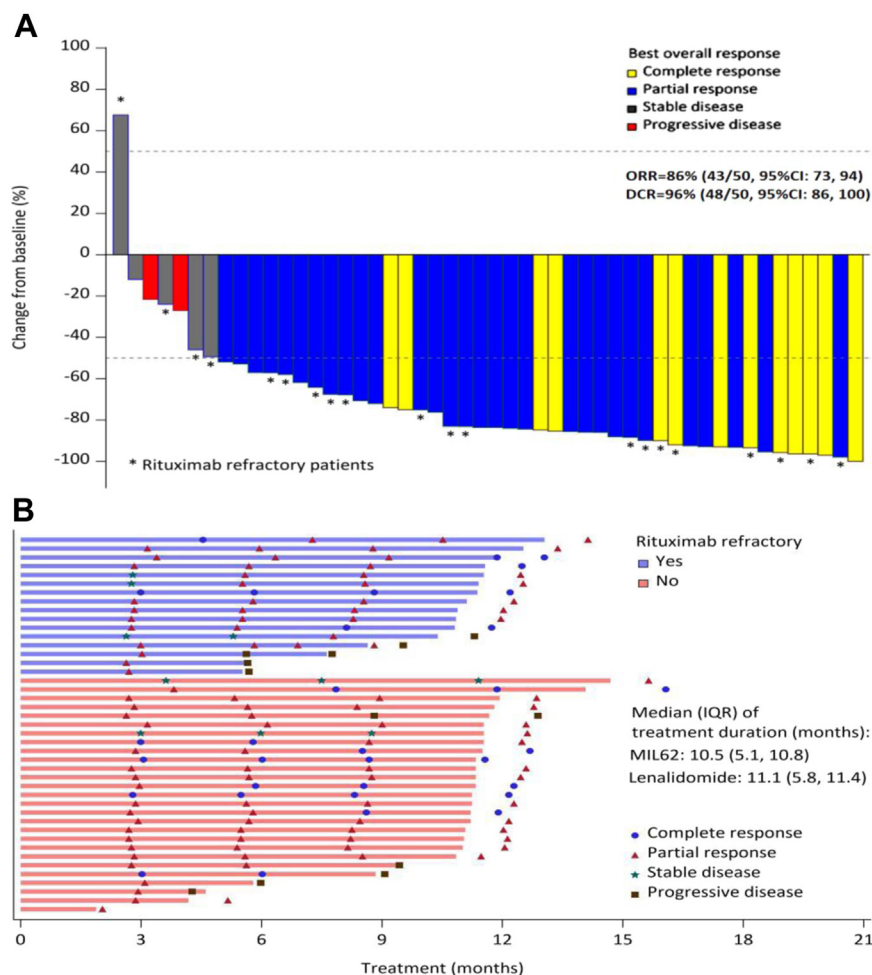 A
100
80
60
40
20
0
-20
-40
-60
-80
-100
Change from baseline (%)
Best overall response
Complete response
Partial response
Stable disease
Progressive disease
ORR=86% (43/50, 95%CI: 73, 94)
DCR=96% (48/50, 95%CI: 86, 100)
* * * * * * * * * * * * * * * * * * * *
* Rituximab refractory patients
B
Rituximab refractory
Yes
No
Median (IQR) of
treatment duration (months):
MIL62: 10.5 (5.1, 10.8)
Lenalidomide: 11.1 (5.8, 11.4)
Complete response
Partial response
Stable disease
Progressive disease
0 3 6 9 12 15 18 21
Treatment (months)